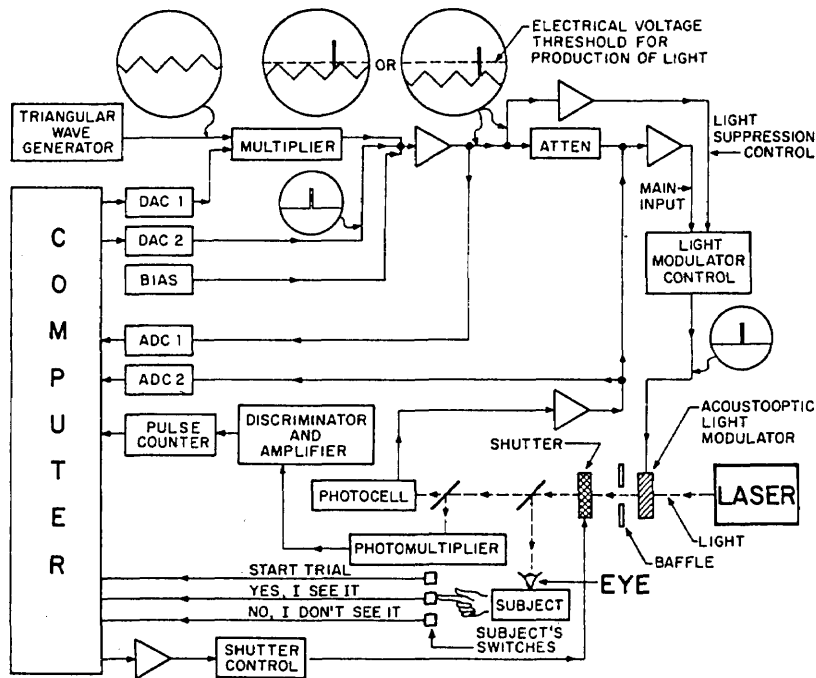 ELECTRICAL VOLTAGE
THRESHOLD FOR
PRODUCTION OF LIGHT
OR
TRIANGULAR
WAVE
GENERATOR
MULTIPLIER
ATTEN
LIGHT
SUPPRESSION
CONTROL
MAIN
INPUT
DAC 1
DAC 2
BIAS
LIGHT
MODULATOR
CONTROL
COMPUTER
ADC 1
ADC 2
PULSE
COUNTER
DISCRIMINATOR
AND
AMPLIFIER
SHUTTER
ACOUSTOOPTIC
LIGHT
MODULATOR
PHOTOCELL
LASER
PHOTOMULTIPLIER
BAFFLE
LIGHT
START TRIAL
YES, I SEE IT
NO, I DON'T SEE IT
EYE
SUBJECT
SUBJECT'S
SWITCHES
SHUTTER
CONTROL